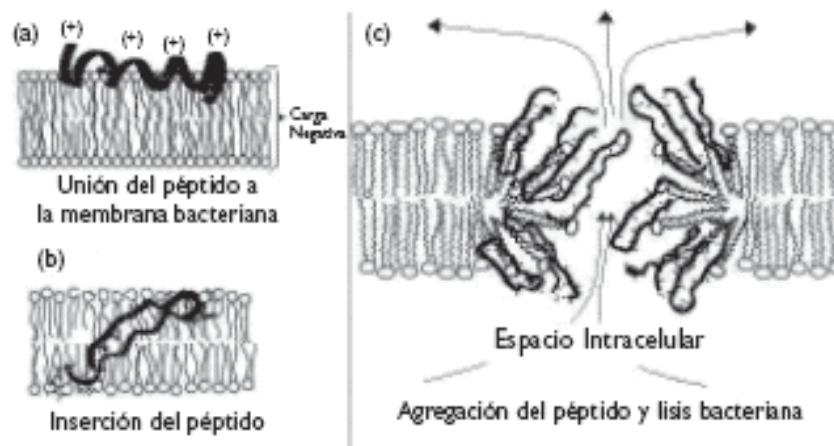 (a)
(+) (+) (+) (+)
Carga
Negativa
Unión del péptido a
la membrana bacteriana
(b)
Inserción del péptido
(c)
Espacio Intracelular
Agregación del péptido y lisis bacteriana